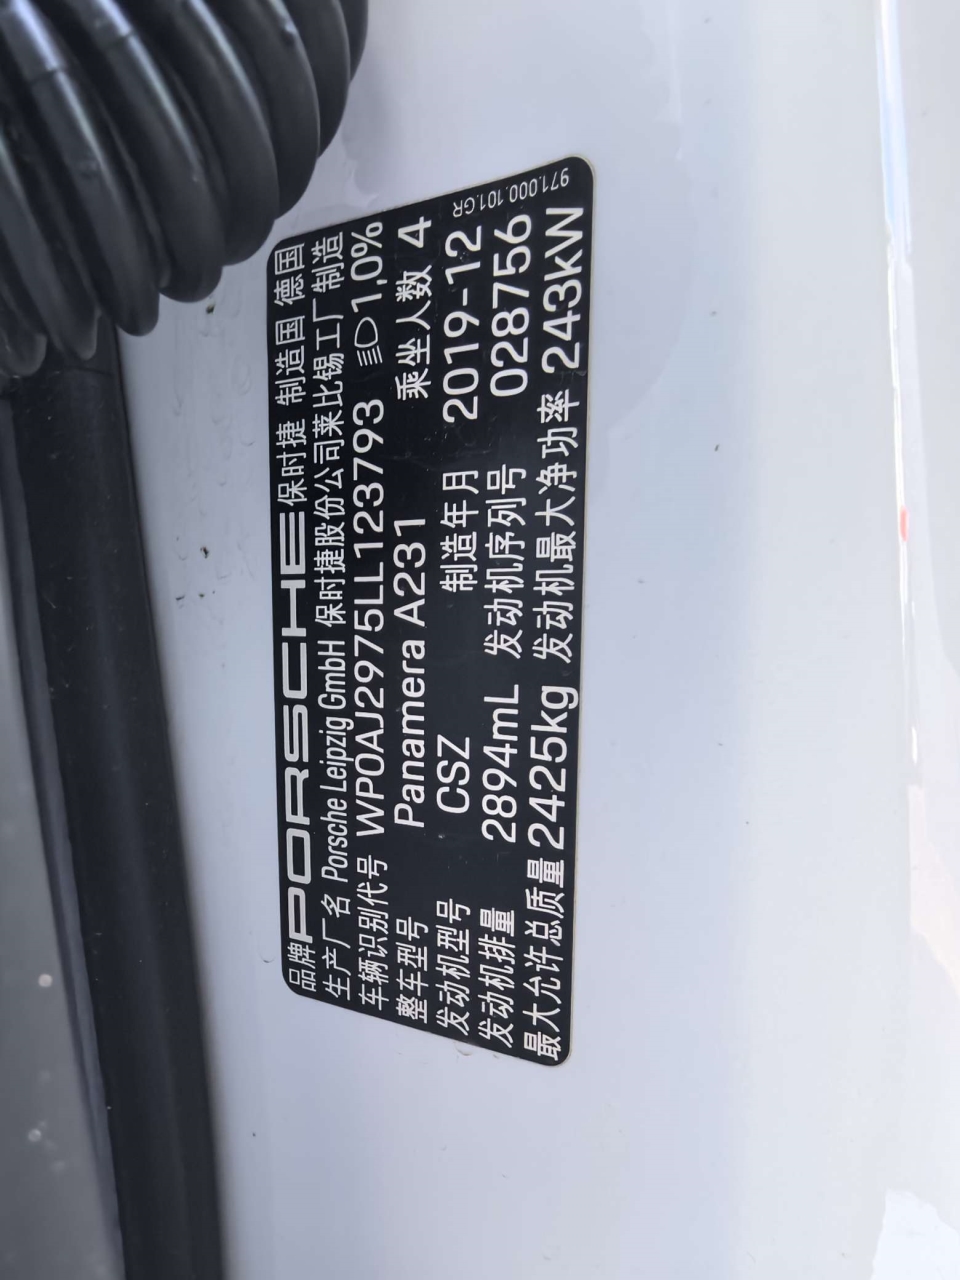 品牌 PORSCHE 保时捷 制造国 德国
生产厂名 Porsche Leipzig GmbH 保时捷股份公司莱比锡工厂制造
车辆识别代号 WP0AJ2975LL123793 1,0%
整车型号 Panamera A231 乘坐人数 4
发动机型号 CSZ 制造年月 2019-12
发动机排量 2894mL 发动机序列号 028756
最大允许总质量 2425kg 发动机最大净功率 243kW
971.000.101.GR